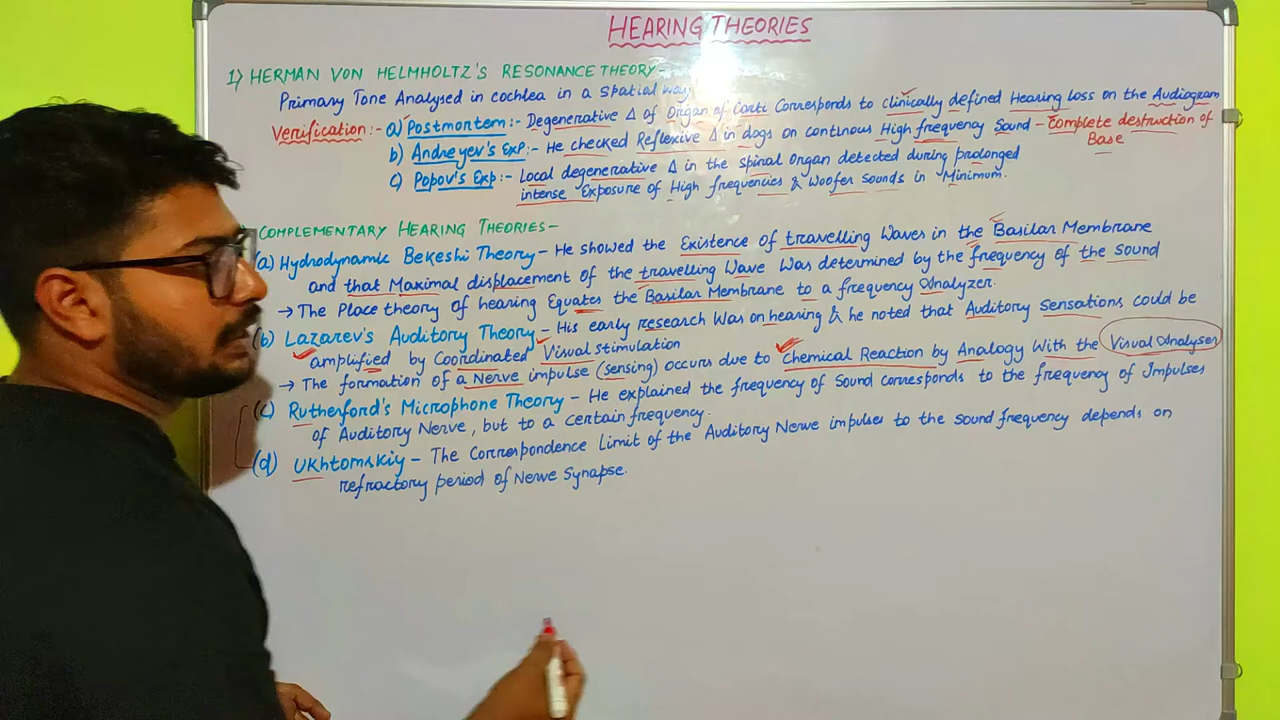 HEARING THEORIES
1) HERMAN VON HELMHOLTZ'S RESONANCE THEORY-
Primary Tone Analysed in cochlea in a spatial way
Verification :- a) Postmortem :- Degenerative Δ of Organ of Corti Corresponds to clinically defined Hearing loss on the Audiogram
b) Andreyev's Exp :- He checked Reflexive Δ in dogs on continous High frequency Sound - Complete destruction of Base
c) Popov's Exp :- Local degenerative Δ in the spinal Organ detected during prolonged
intense Exposure of High frequencies & Woofer Sounds in Minimum.
COMPLEMENTARY HEARING THEORIES-
(a) Hydrodynamic Bekeshi Theory - He showed the Existence of travelling Waves in the Basilar Membrane
and that Maximal displacement of the travelling Wave Was determined by the frequency of the Sound
→ The Place theory of hearing Equates the Basilar Membrane to a frequency Analyzer.
(b) Lazarev's Auditory Theory - His early research Was on hearing & he noted that Auditory Sensations could be
amplified by Coordinated Visual stimulation
→ The formation of a Nerve impulse (sensing) occurs due to Chemical Reaction by Analogy With the Visual Analyser
(c) Rutherford's Microphone Theory - He explained the frequency of Sound corresponds to the frequency of Impulses
of Auditory Nerve, but to a certain frequency.
(d) Ukhtomskiy - The Correspondence Limit of the Auditory Nerve impulses to the sound frequency depends on
refractory period of Nerve Synapse.